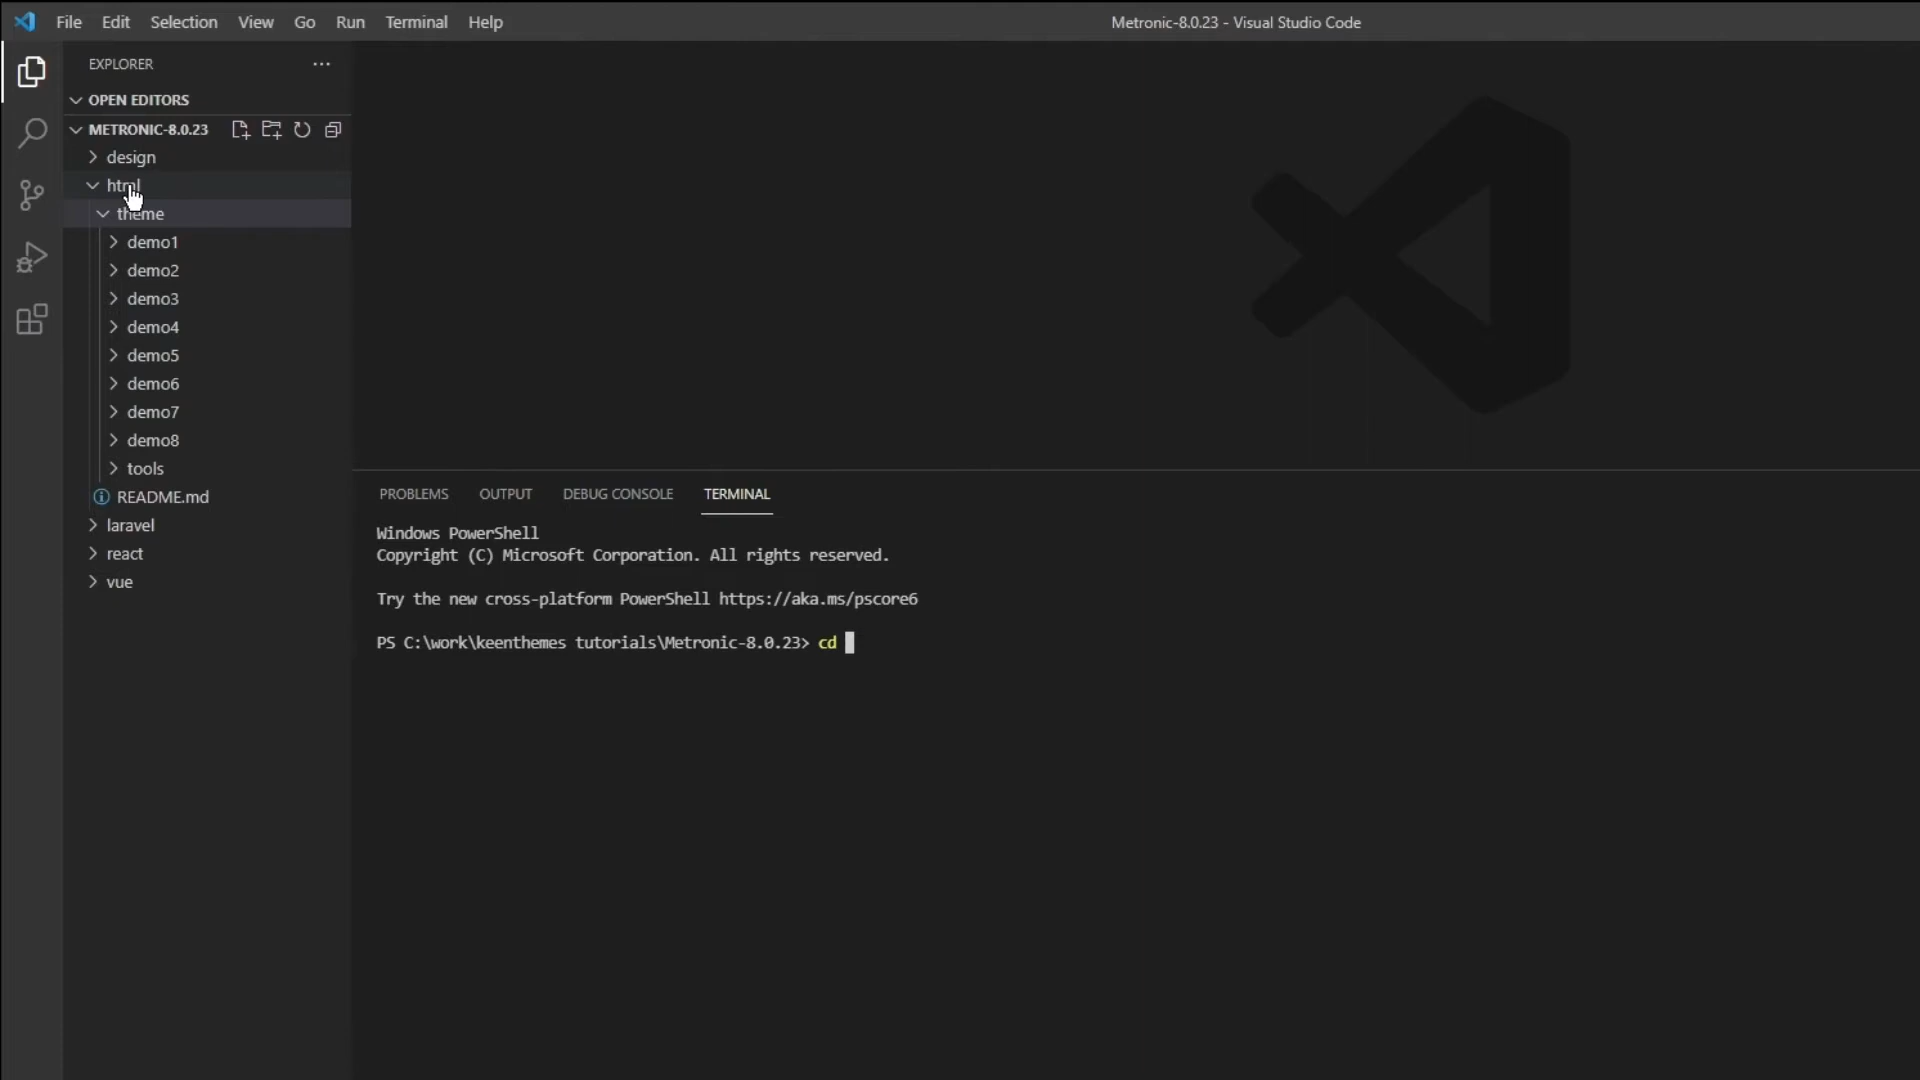 File Edit Selection View Go Run Terminal Help
Metronic-8.0.23 - Visual Studio Code
EXPLORER
OPEN EDITORS
METRONIC-8.0.23
design
html
theme
demo1
demo2
demo3
demo4
demo5
demo6
demo7
demo8
tools
README.md
laravel
react
vue
PROBLEMS OUTPUT DEBUG CONSOLE TERMINAL
Windows PowerShell
Copyright (C) Microsoft Corporation. All rights reserved.
Try the new cross-platform PowerShell https://aka.ms/pscore6
PS C:\work\keenthemes tutorials\Metronic-8.0.23> cd